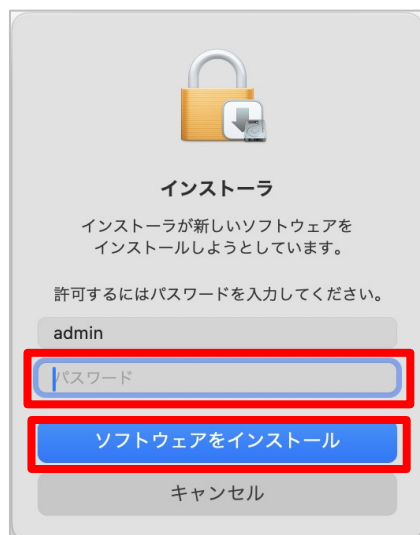 インストーラ
インストーラが新しいソフトウェアを
インストールしようとしています。
許可するにはパスワードを入力してください。
admin
パスワード
ソフトウェアをインストール
キャンセル